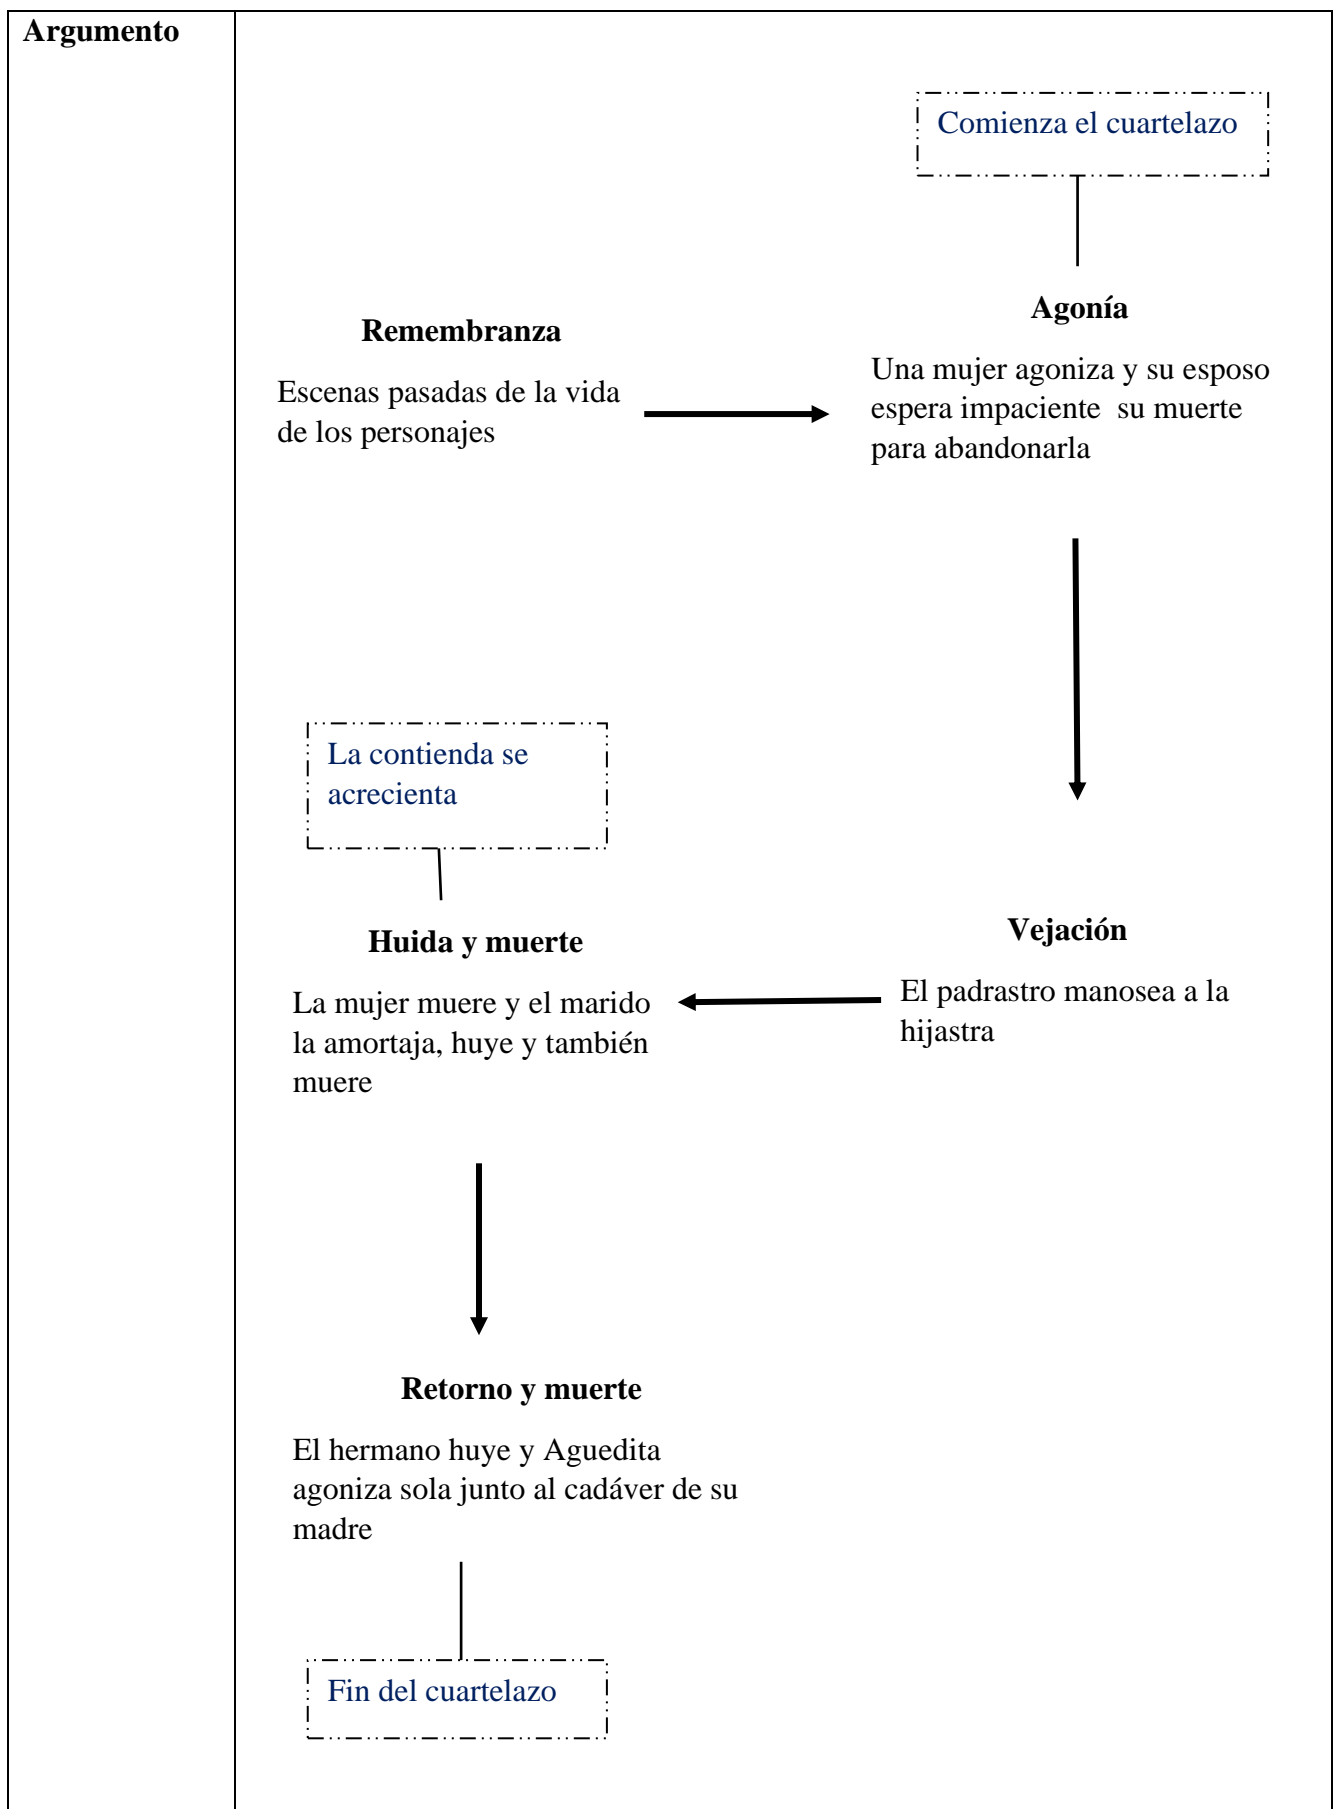 Argumento
Comienza el cuartelazo
Remembranza
Escenas pasadas de la vida
de los personajes
Agonía
Una mujer agoniza y su esposo
espera impaciente  su muerte
para abandonarla
Vejación
El padrastro manosea a la
hijastra
La contienda se
acrecienta
Huida y muerte
La mujer muere y el marido
la amortaja, huye y también
muere
Retorno y muerte
El hermano huye y Aguedita
agoniza sola junto al cadáver de su
madre
Fin del cuartelazo